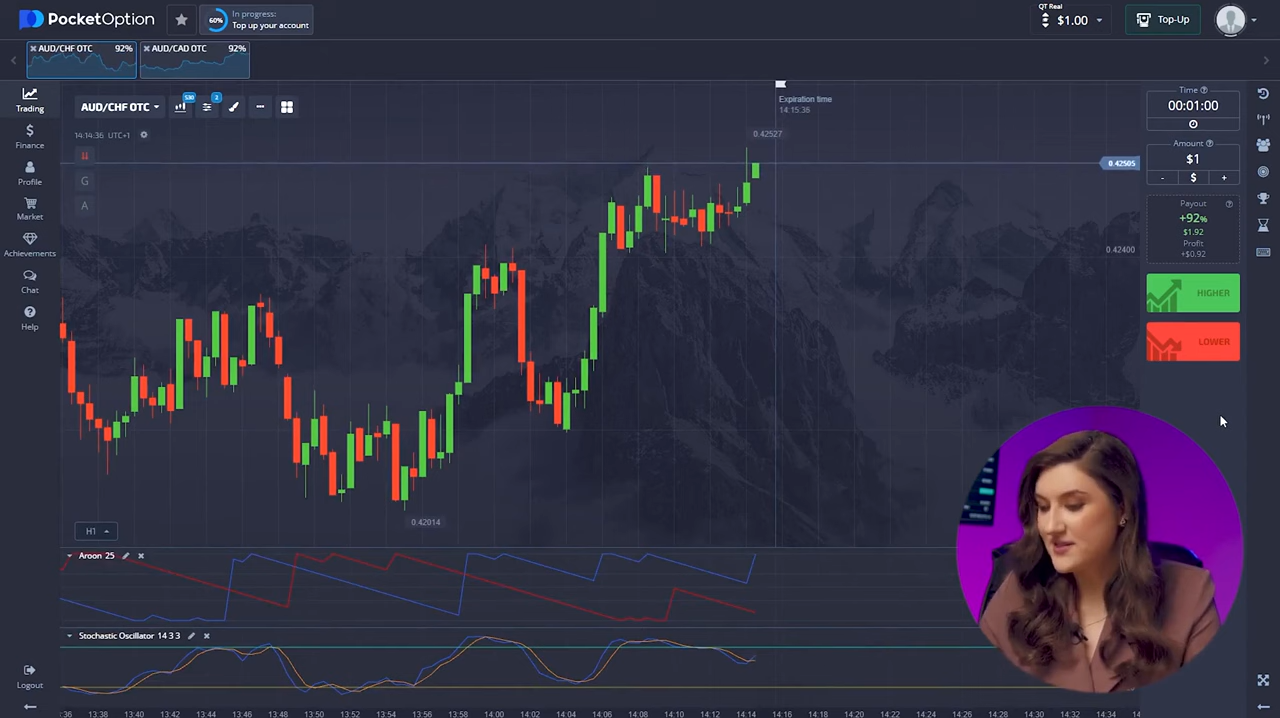 PocketOption
60%
In progress:
Top up your account
QT Real
$1.00
Top-Up
AUD/CHF OTC 92%
AUD/CAD OTC 92%
Trading
Finance
Profile
Market
Achievements
Chat
Help
Logout
AUD/CHF OTC
530
3
14:14:36 UTC+1
G
A
Expiration time
14:15:36
0.42527
0.42505
0.42400
0.42014
H1
Aroon 25
Stochastic Oscillator 14 3 3
Time
00:01:00
Amount
$1
- $ +
Payout
+92%
$1.92
Profit
+$0.92
HIGHER
LOWER
:36 13:38 13:40 13:42 13:44 13:46 13:48 13:50 13:52 13:54 13:56 13:58 14:00 14:02 14:04 14:06 14:08 14:10 14:12 14:14 14:16 14:18 14:20 14:22 14:24 14:26 14:28 14:30 14:32 14:34 14